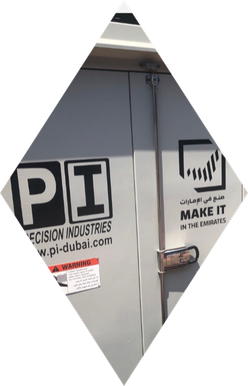 PI
ECISION INDUSTRIES
w.pi-dubai.com
WARNING
صنع في الإمارات
MAKE IT
IN THE EMIRATES